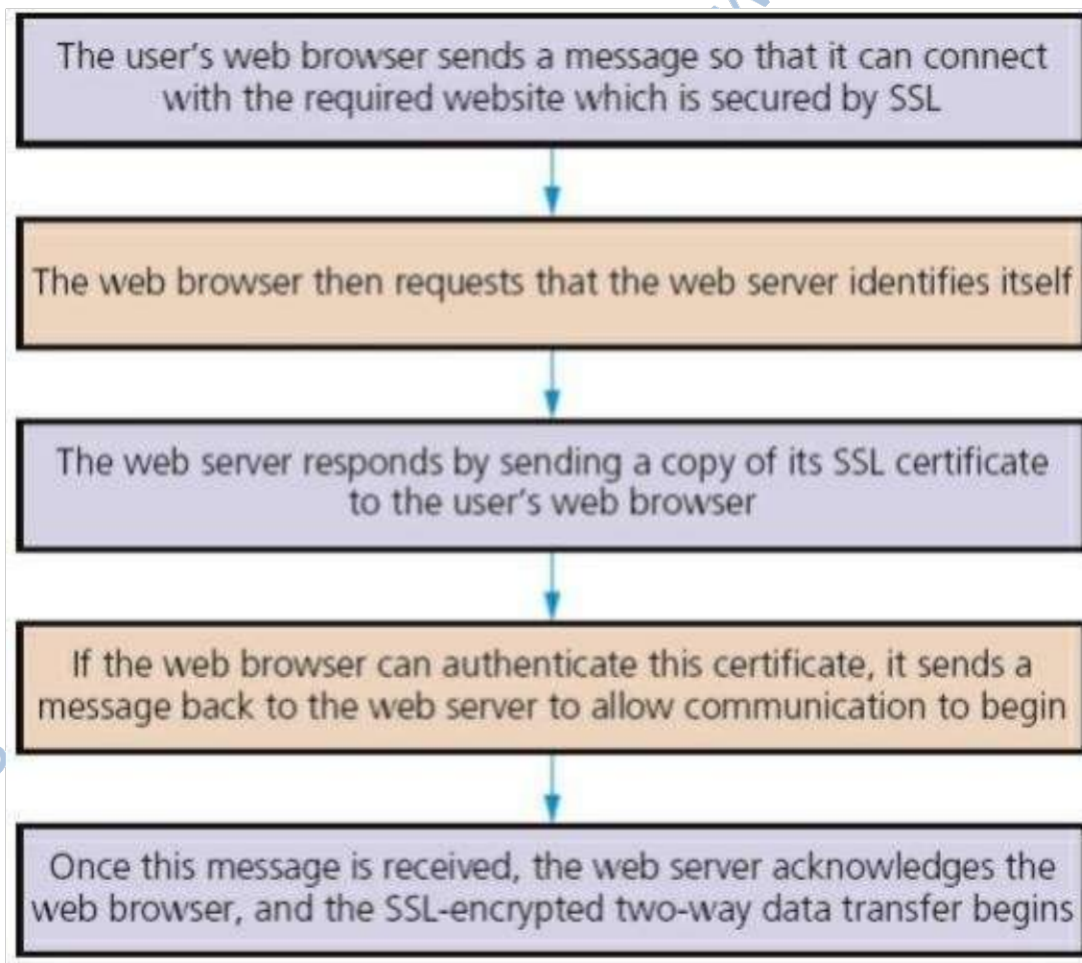 The user's web browser sends a message so that it can connect
with the required website which is secured by SSL
The web browser then requests that the web server identifies itself
The web server responds by sending a copy of its SSL certificate
to the user's web browser
If the web browser can authenticate this certificate, it sends a
message back to the web server to allow communication to begin
Once this message is received, the web server acknowledges the
web browser, and the SSL-encrypted two-way data transfer begins